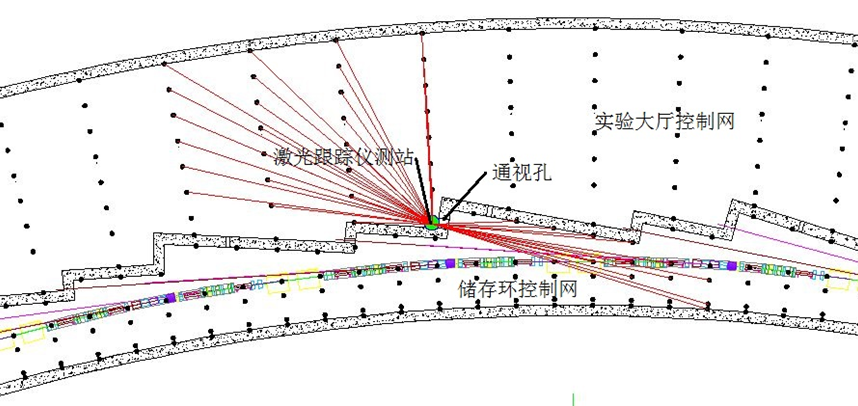 实验大厅控制网
激光跟踪仪测站
通视孔
储存环控制网